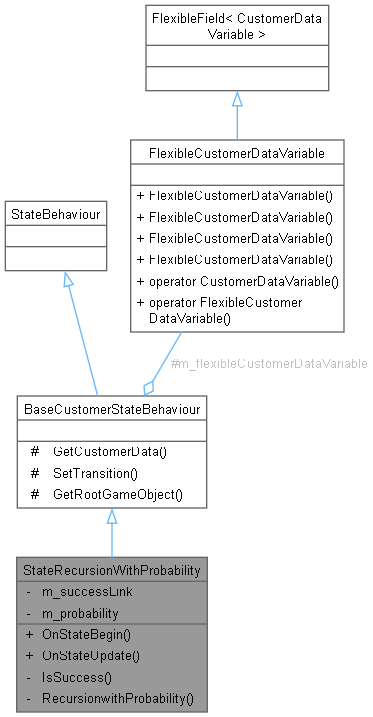 FlexibleField< CustomerData
Variable >
FlexibleCustomerDataVariable
+ FlexibleCustomerDataVariable()
+ FlexibleCustomerDataVariable()
+ FlexibleCustomerDataVariable()
+ FlexibleCustomerDataVariable()
+ operator CustomerDataVariable()
+ operator FlexibleCustomer
DataVariable()
StateBehaviour
#m_flexibleCustomerDataVariable
BaseCustomerStateBehaviour
# GetCustomerData()
# SetTransition()
# GetRootGameObject()
StateRecursionWithProbability
- m_successLink
- m_probability
+ OnStateBegin()
+ OnStateUpdate()
- IsSuccess()
- RecursionwithProbability()